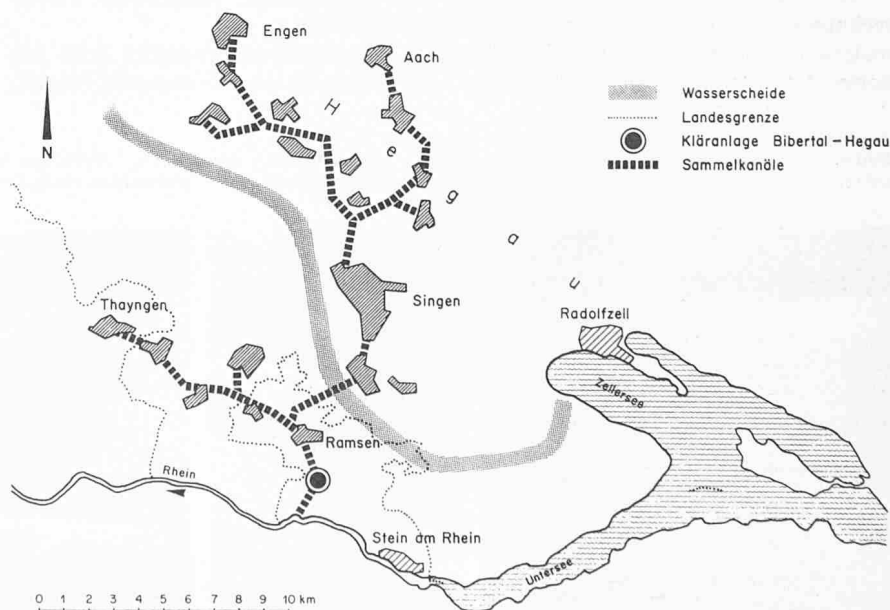 Engen
Aach
H
e
g
a
u
N
Wasserscheide
Landesgrenze
Kläranlage Bibertal-Hegau
Sammelkanäle
Thayngen
Singen
Radolfzell
Zellersee
Ramsen
Rhein
Stein am Rhein
Untersee
0 1 2 3 4 5 6 7 8 9 10 km